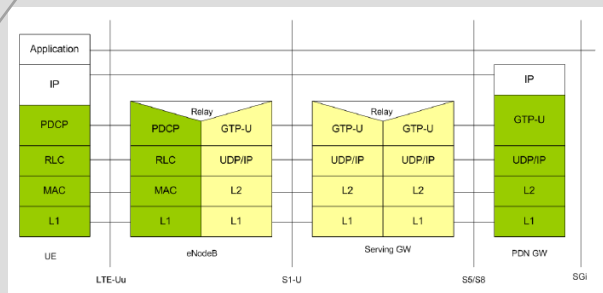 Application
IP IP
Relay Relay
PDCP PDCP GTP-U GTP-U GTP-U GTP-U
RLC RLC UDP/IP UDP/IP UDP/IP UDP/IP
MAC MAC L2 L2 L2 L2
L1 L1 L1 L1 L1 L1
UE eNodeB Serving GW PDN GW
LTE-Uu S1-U S5/S8 SGi